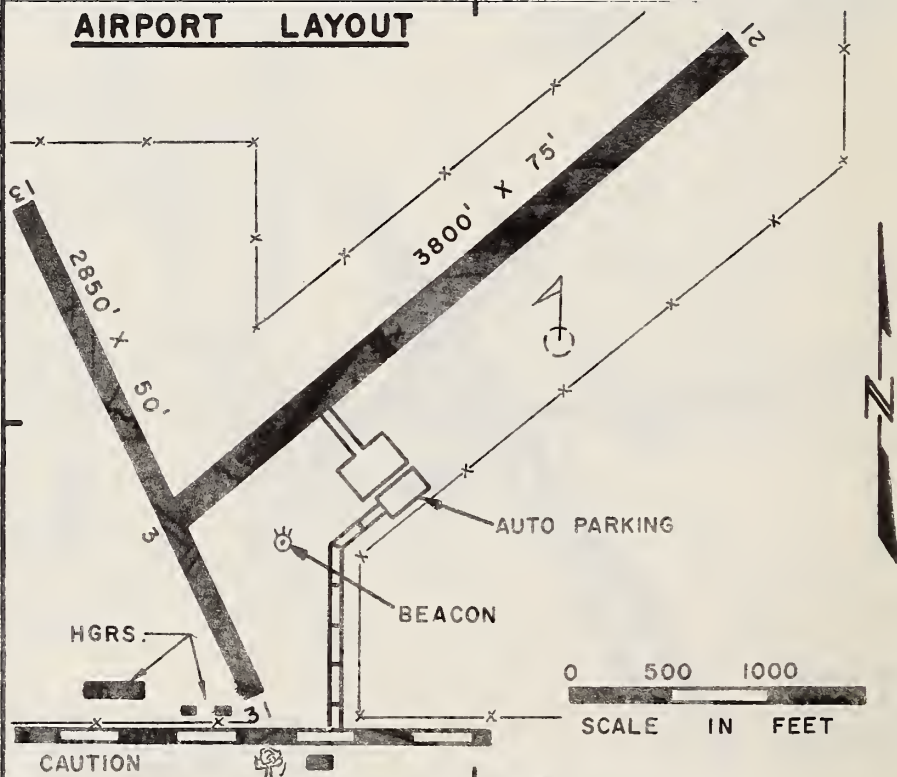 AIRPORT LAYOUT
21
13
3800' X 75'
2850' X 50'
N
3
AUTO PARKING
BEACON
HGRS.
31
0 500 1000
SCALE IN FEET
CAUTION